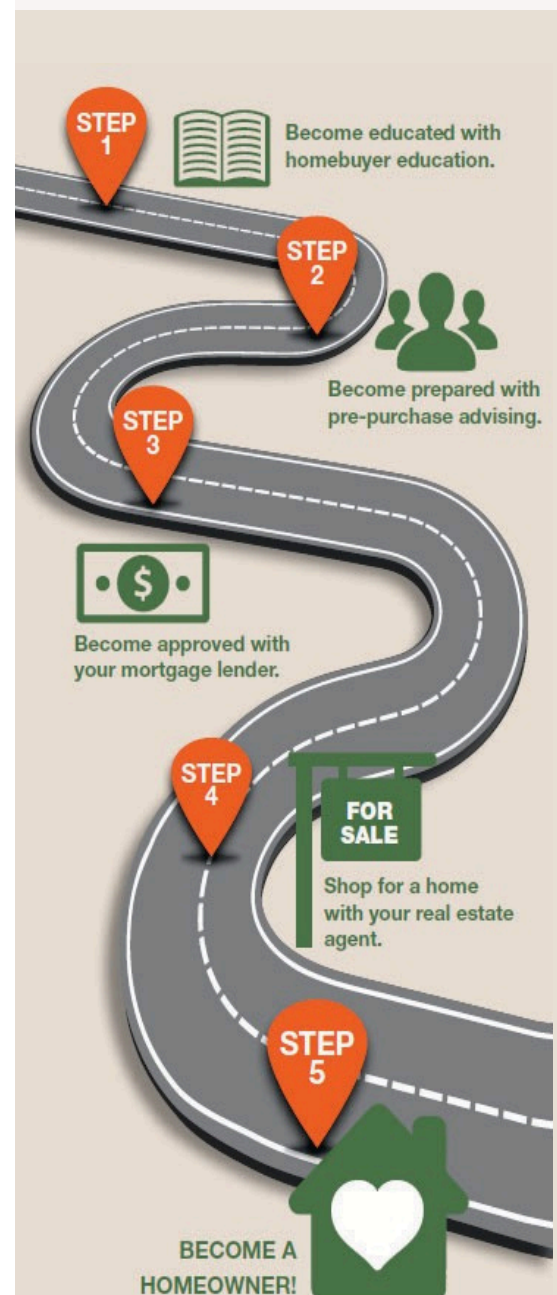 STEP
1
Become educated with
homebuyer education.
STEP
2
Become prepared with
pre-purchase advising.
STEP
3
$
Become approved with
your mortgage lender.
STEP
4
FOR
SALE
Shop for a home
with your real estate
agent.
STEP
5
BECOME A
HOMEOWNER!